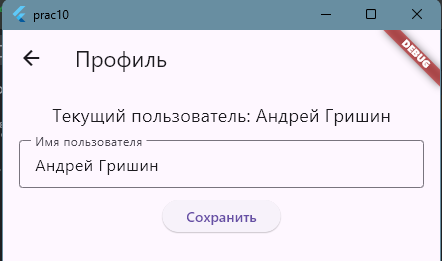 prac10
DEBUG
Профиль
Текущий пользователь: Андрей Гришин
Имя пользователя
Андрей Гришин
Сохранить